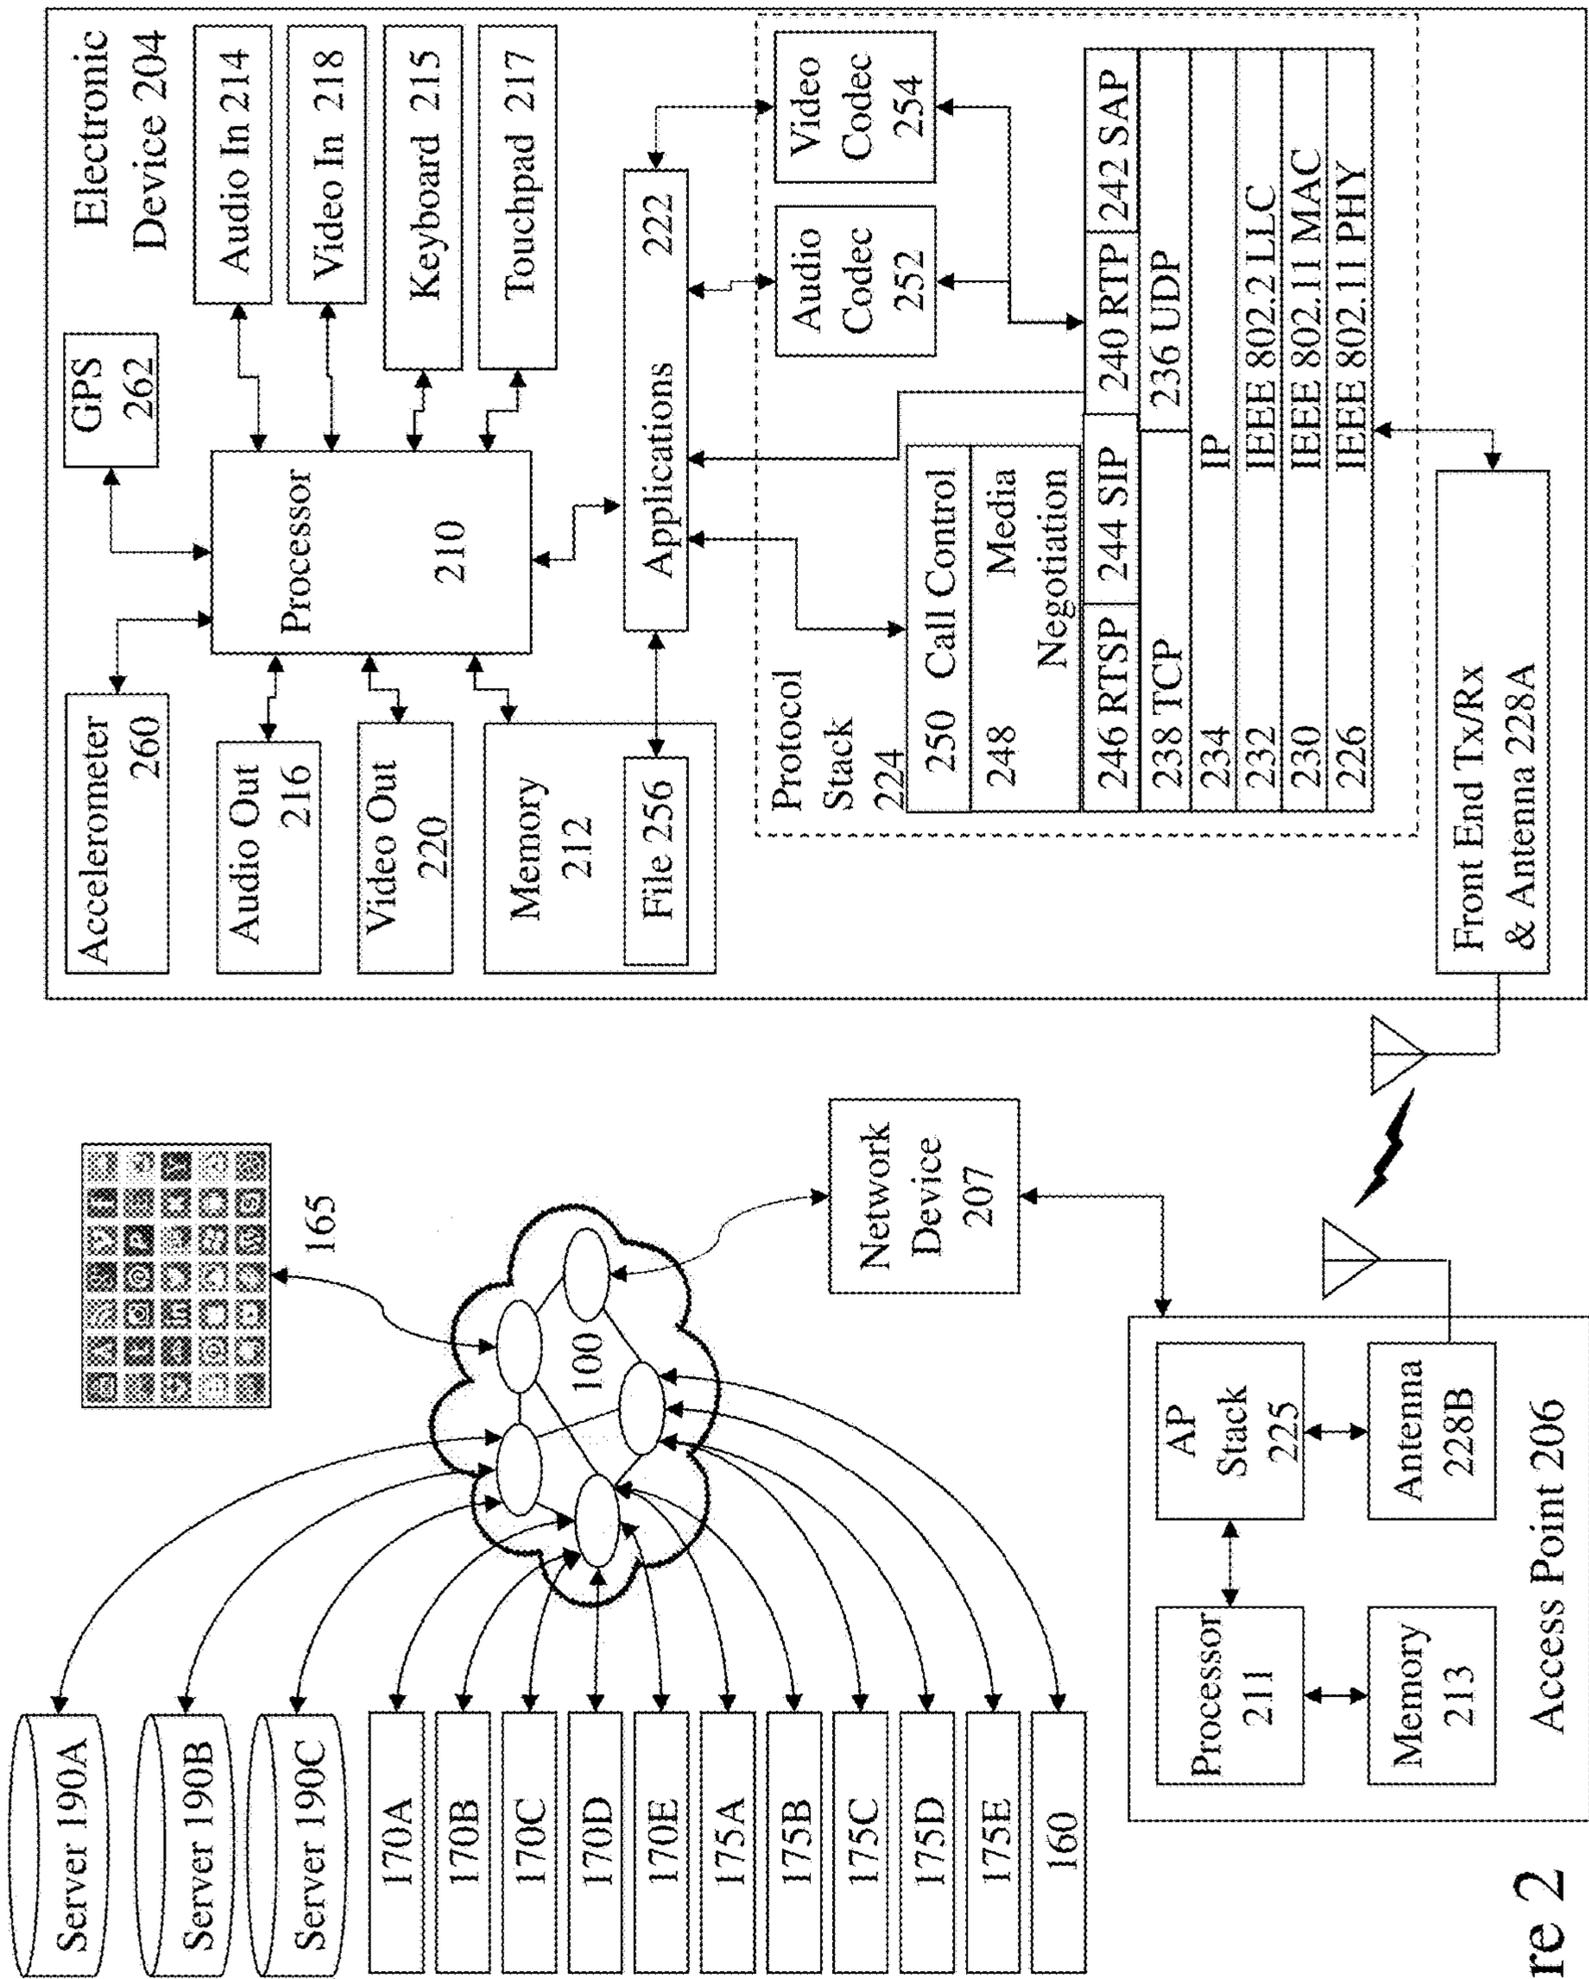 Electronic
Device 204
GPS
262
Accelerometer
260
Audio In 214
Video In 218
Keyboard 215
Touchpad 217
Processor
210
Audio Out
216
Video Out
220
Memory
212
File 256
Applications 222
Protocol
Stack
224
Audio
Codec
252
Video
Codec
254
250 Call Control
248 Media
Negotiation
246 RTSP
244 SIP
240 RTP
242 SAP
238 TCP
236 UDP
234 IP
232 IEEE 802.2 LLC
230 IEEE 802.11 MAC
226 IEEE 802.11 PHY
Front End Tx/Rx
& Antenna 228A
165
100
Network
Device
207
Server 190A
Server 190B
Server 190C
170A
170B
170C
170D
170E
175A
175B
175C
175D
175E
160
AP
Stack
225
Antenna
228B
Processor
211
Memory
213
Access Point 206
re 2